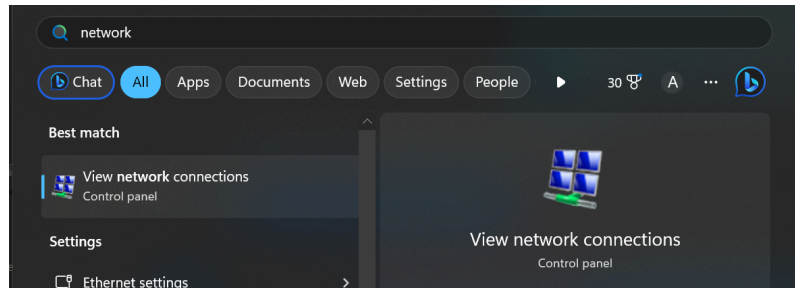 network
Chat All Apps Documents Web Settings People 30 A ...
Best match
View network connections
Control panel
Settings
Ethernet settings
View network connections
Control panel